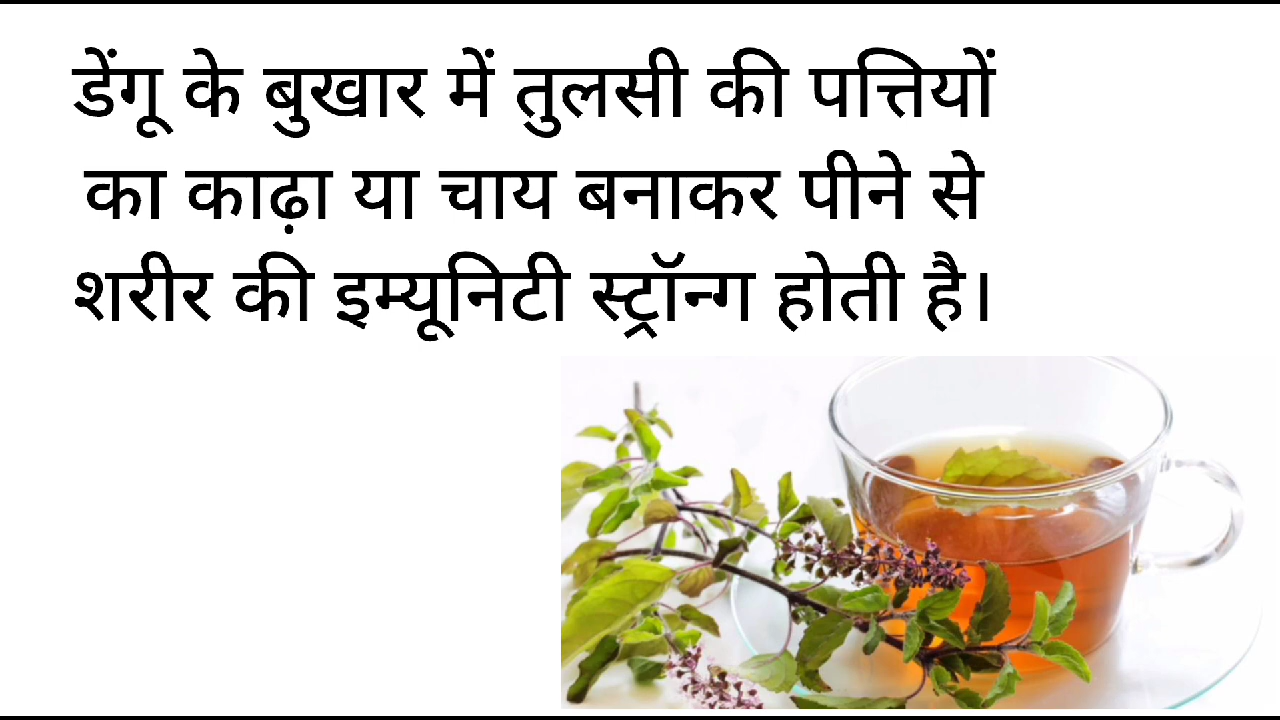 डेंगू के बुखार में तुलसी की पत्तियों
का काढ़ा या चाय बनाकर पीने से
शरीर की इम्यूनिटी स्ट्रॉन्ग होती है।